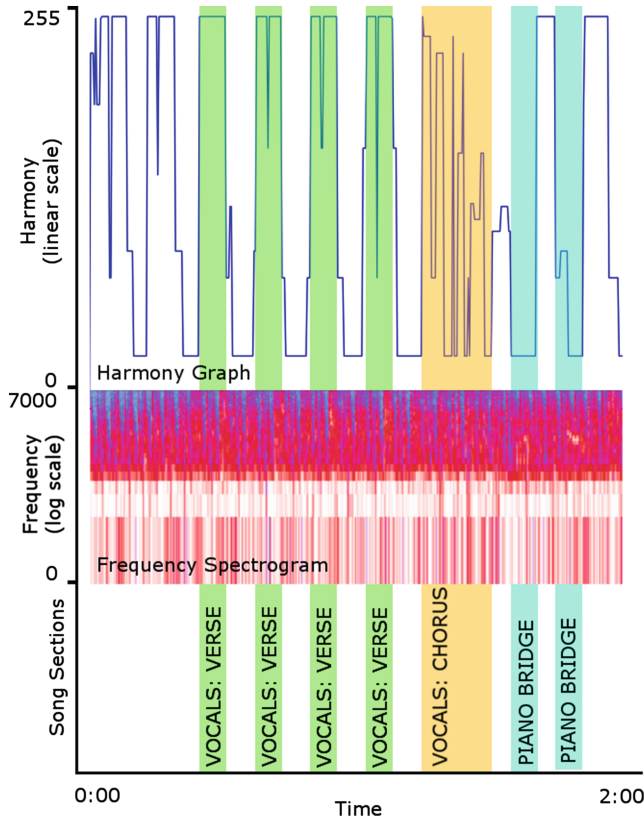 255
Harmony
(linear scale)
Harmony Graph
0
7000
Frequency
(log scale)
Frequency Spectrogram
0
Song Sections
VOCALS: VERSE
VOCALS: VERSE
VOCALS: VERSE
VOCALS: VERSE
VOCALS: CHORUS
PIANO BRIDGE
PIANO BRIDGE
0:00
Time
2:00